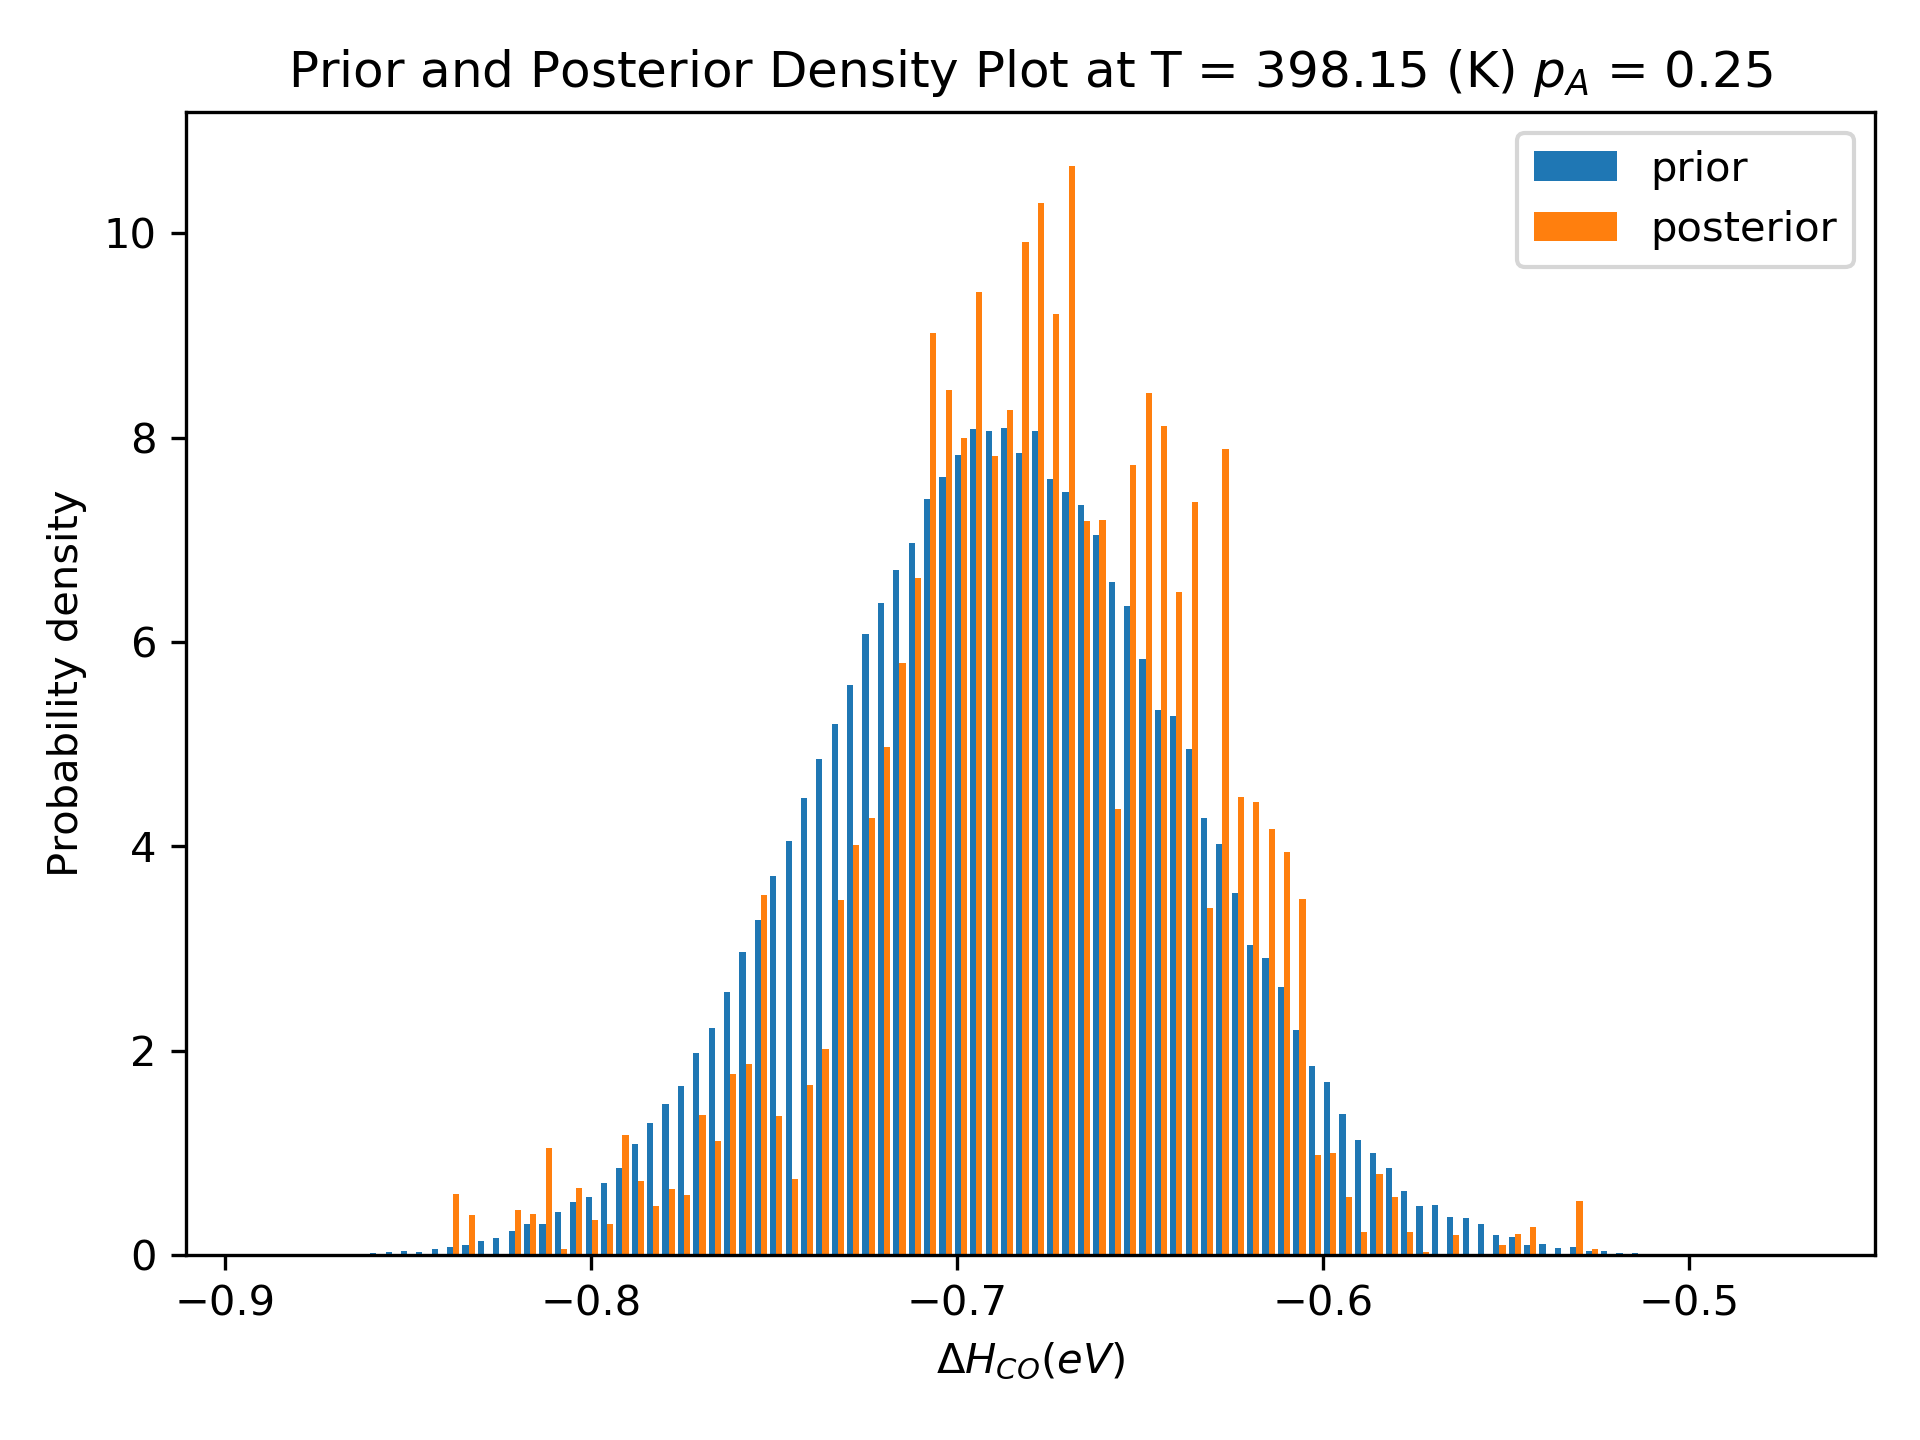 Prior and Posterior Density Plot at T = 398.15 (K) p_A = 0.25
prior
posterior
Probability density
10
8
6
4
2
0
−0.9 −0.8 −0.7 −0.6 −0.5
ΔH_CO(eV)